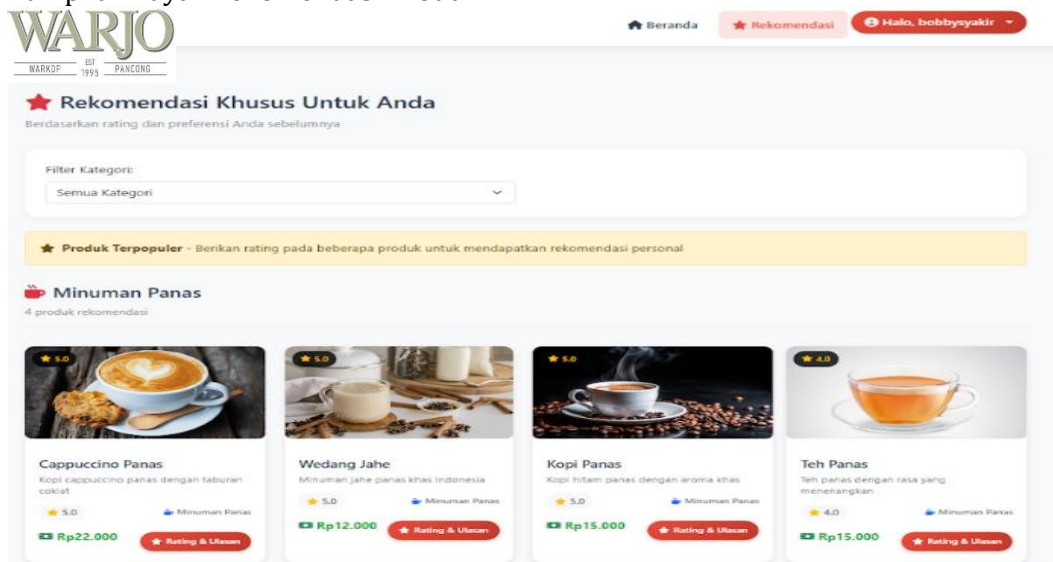 WARJO
WARKOP EST 1995 PANCONG
Beranda
Rekomendasi
Halo, bobbysyakir
Rekomendasi Khusus Untuk Anda
Berdasarkan rating dan preferensi Anda sebelumnya
Filter Kategori:
Semua Kategori
Produk Terpopuler - Berikan rating pada beberapa produk untuk mendapatkan rekomendasi personal
Minuman Panas
4 produk rekomendasi
5.0
5.0
5.0
4.0
Cappuccino Panas
Kopi cappuccino panas dengan taburan
coklat
5.0
Minuman Panas
Rp22.000
Rating & Ulasan
Wedang Jahe
Minuman jahe panas khas Indonesia
5.0
Minuman Panas
Rp12.000
Rating & Ulasan
Kopi Panas
Kopi hitam panas dengan aroma khas
5.0
Minuman Panas
Rp15.000
Rating & Ulasan
Teh Panas
Teh panas dengan rasa yang
menenangkan
4.0
Minuman Panas
Rp15.000
Rating & Ulasan